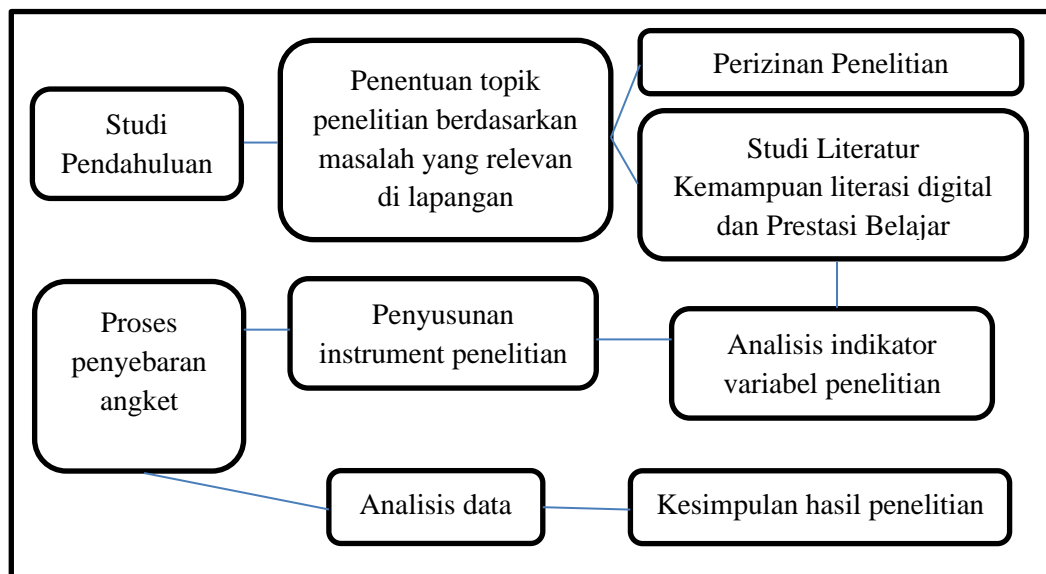 Studi
Pendahuluan
Penentuan topik
penelitian berdasarkan
masalah yang relevan
di lapangan
Perizinan Penelitian
Studi Literatur
Kemampuan literasi digital
dan Prestasi Belajar
Analisis indikator
variabel penelitian
Penyusunan
instrument penelitian
Proses
penyebaran
angket
Analisis data
Kesimpulan hasil penelitian